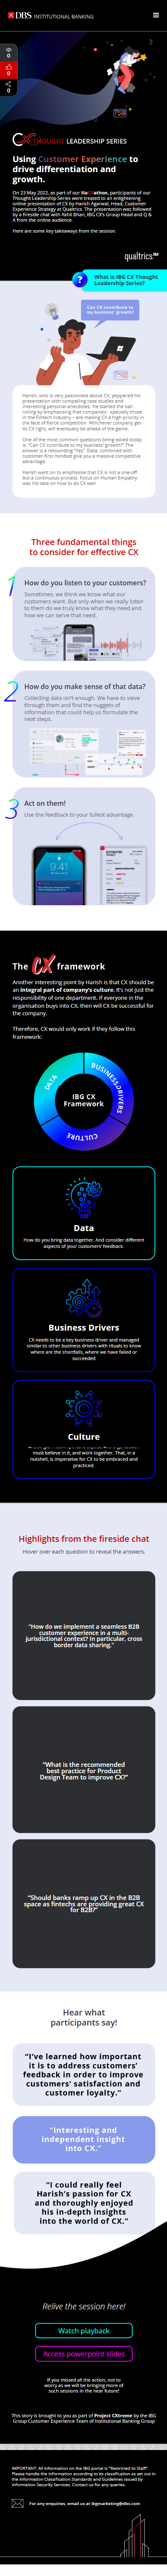 DBS INSTITUTIONAL BANKING
0
0
0
CX THOUGHT LEADERSHIP SERIES
Using Customer Experience to
drive differentiation and
growth.
On 23 May 2022, as part of our
participants of our
Thought Leadership Series were treated to an enlightening
online presentation of CX by Harish Agarwal, Head, Customer
Experience Strategy at Qualtrics. The presentation was followed
by a fireside chat with Akhil Bhan, IBG CX's Group Head and Q &
A from the online audience.
Here are some key takeaways from the session.
qualtrics
?
What is IBG CX Thought
Leadership Series?
Can CX contribute to
my business' growth?
Harish, who is very passionate about CX, peppered his
presentation with convincing case studies and
interesting personal anecdotes. He started the ball
rolling by emphasising that companies - especially those
in the Fintech industry – are making CX a high priority in
the face of fierce competition. Whichever company gets
its CX right, will eventually be ahead of the game.
One of the most common questions being asked today
is "Can CX contribute to my business' growth?" The
answer is a resounding "Yes." Data, combined with
customer-first initiative give you a massive competitive
advantage.
Harish went on to emphasise that CX is not a one-off
but a continuous process. Focus on human Empathy
was his take on how to do CX well.
Three fundamental things
to consider for effective CX
1
How do you listen to your customers?
Sometimes, we think we know what our
customers want. But only when we really listen
to them do we truly know what they need and
how we can serve that need.
2
How do you make sense of that data?
Collecting data isn't enough. We have to sieve
through them and find the nuggets of
information that could help us formulate the
next steps.
3
Act on them!
Use the feedback to your fullest advantage.
9:41
The CX framework
Another interesting point by Harish is that CX should be
an integral part of company's culture. It's not just the
responsibility of one department. If everyone in the
organisation buys into CX, then will CX be successful for
the company.
Therefore, CX would only work if they follow this
framework:
DATA
BUSINESS DRIVERS
IBG CX
Framework
CULTURE
Data
How do you bring data together. And consider different
aspects of your customers' feedback.
Business Drivers
CX needs to be a key business driver and managed
similar to other business drivers with rituals to know
where are the shortfalls, where we have failed or
succeeded
Culture
must believe in it, and work together. That, in a
nutshell, is imperative for CX to be embraced and
practiced.
Highlights from the fireside chat
Hover over each question to reveal the answers.
"How do we implement a seamless B2B
customer experience in a multi-
jurisdictional context? In particular, cross
border data sharing."
"What is the recommended
best practice for Product
Design Team to improve CX?"
"Should banks ramp up CX in the B2B
space as fintechs are providing great CX
for B2B?"
Hear what
participants say!
"I've learned how important
it is to address customers'
feedback in order to improve
customers' satisfaction and
customer loyalty."
"Interesting and
independent insight
into CX."
"I could really feel
Harish's passion for CX
and thoroughly enjoyed
his in-depth insights
into the world of CX."
Relive the session here!
Watch playback
Access powerpoint slides
If you missed all the action, not to
worry as we will be bringing more of
such sessions in the near future!
This story is brought to you as part of Project CXtreme by the IBG
Group Customer Experience Team of Institutional Banking Group
IMPORTANT: All information on the IBG portal is "Restricted to Staff".
Please handle the information according to its classification as set out in
the Information Classification Standards and Guidelines issued by
Information Security Services. Contact us for any queries.
For any enquiries, email us at ibgmarketing@dbs.com